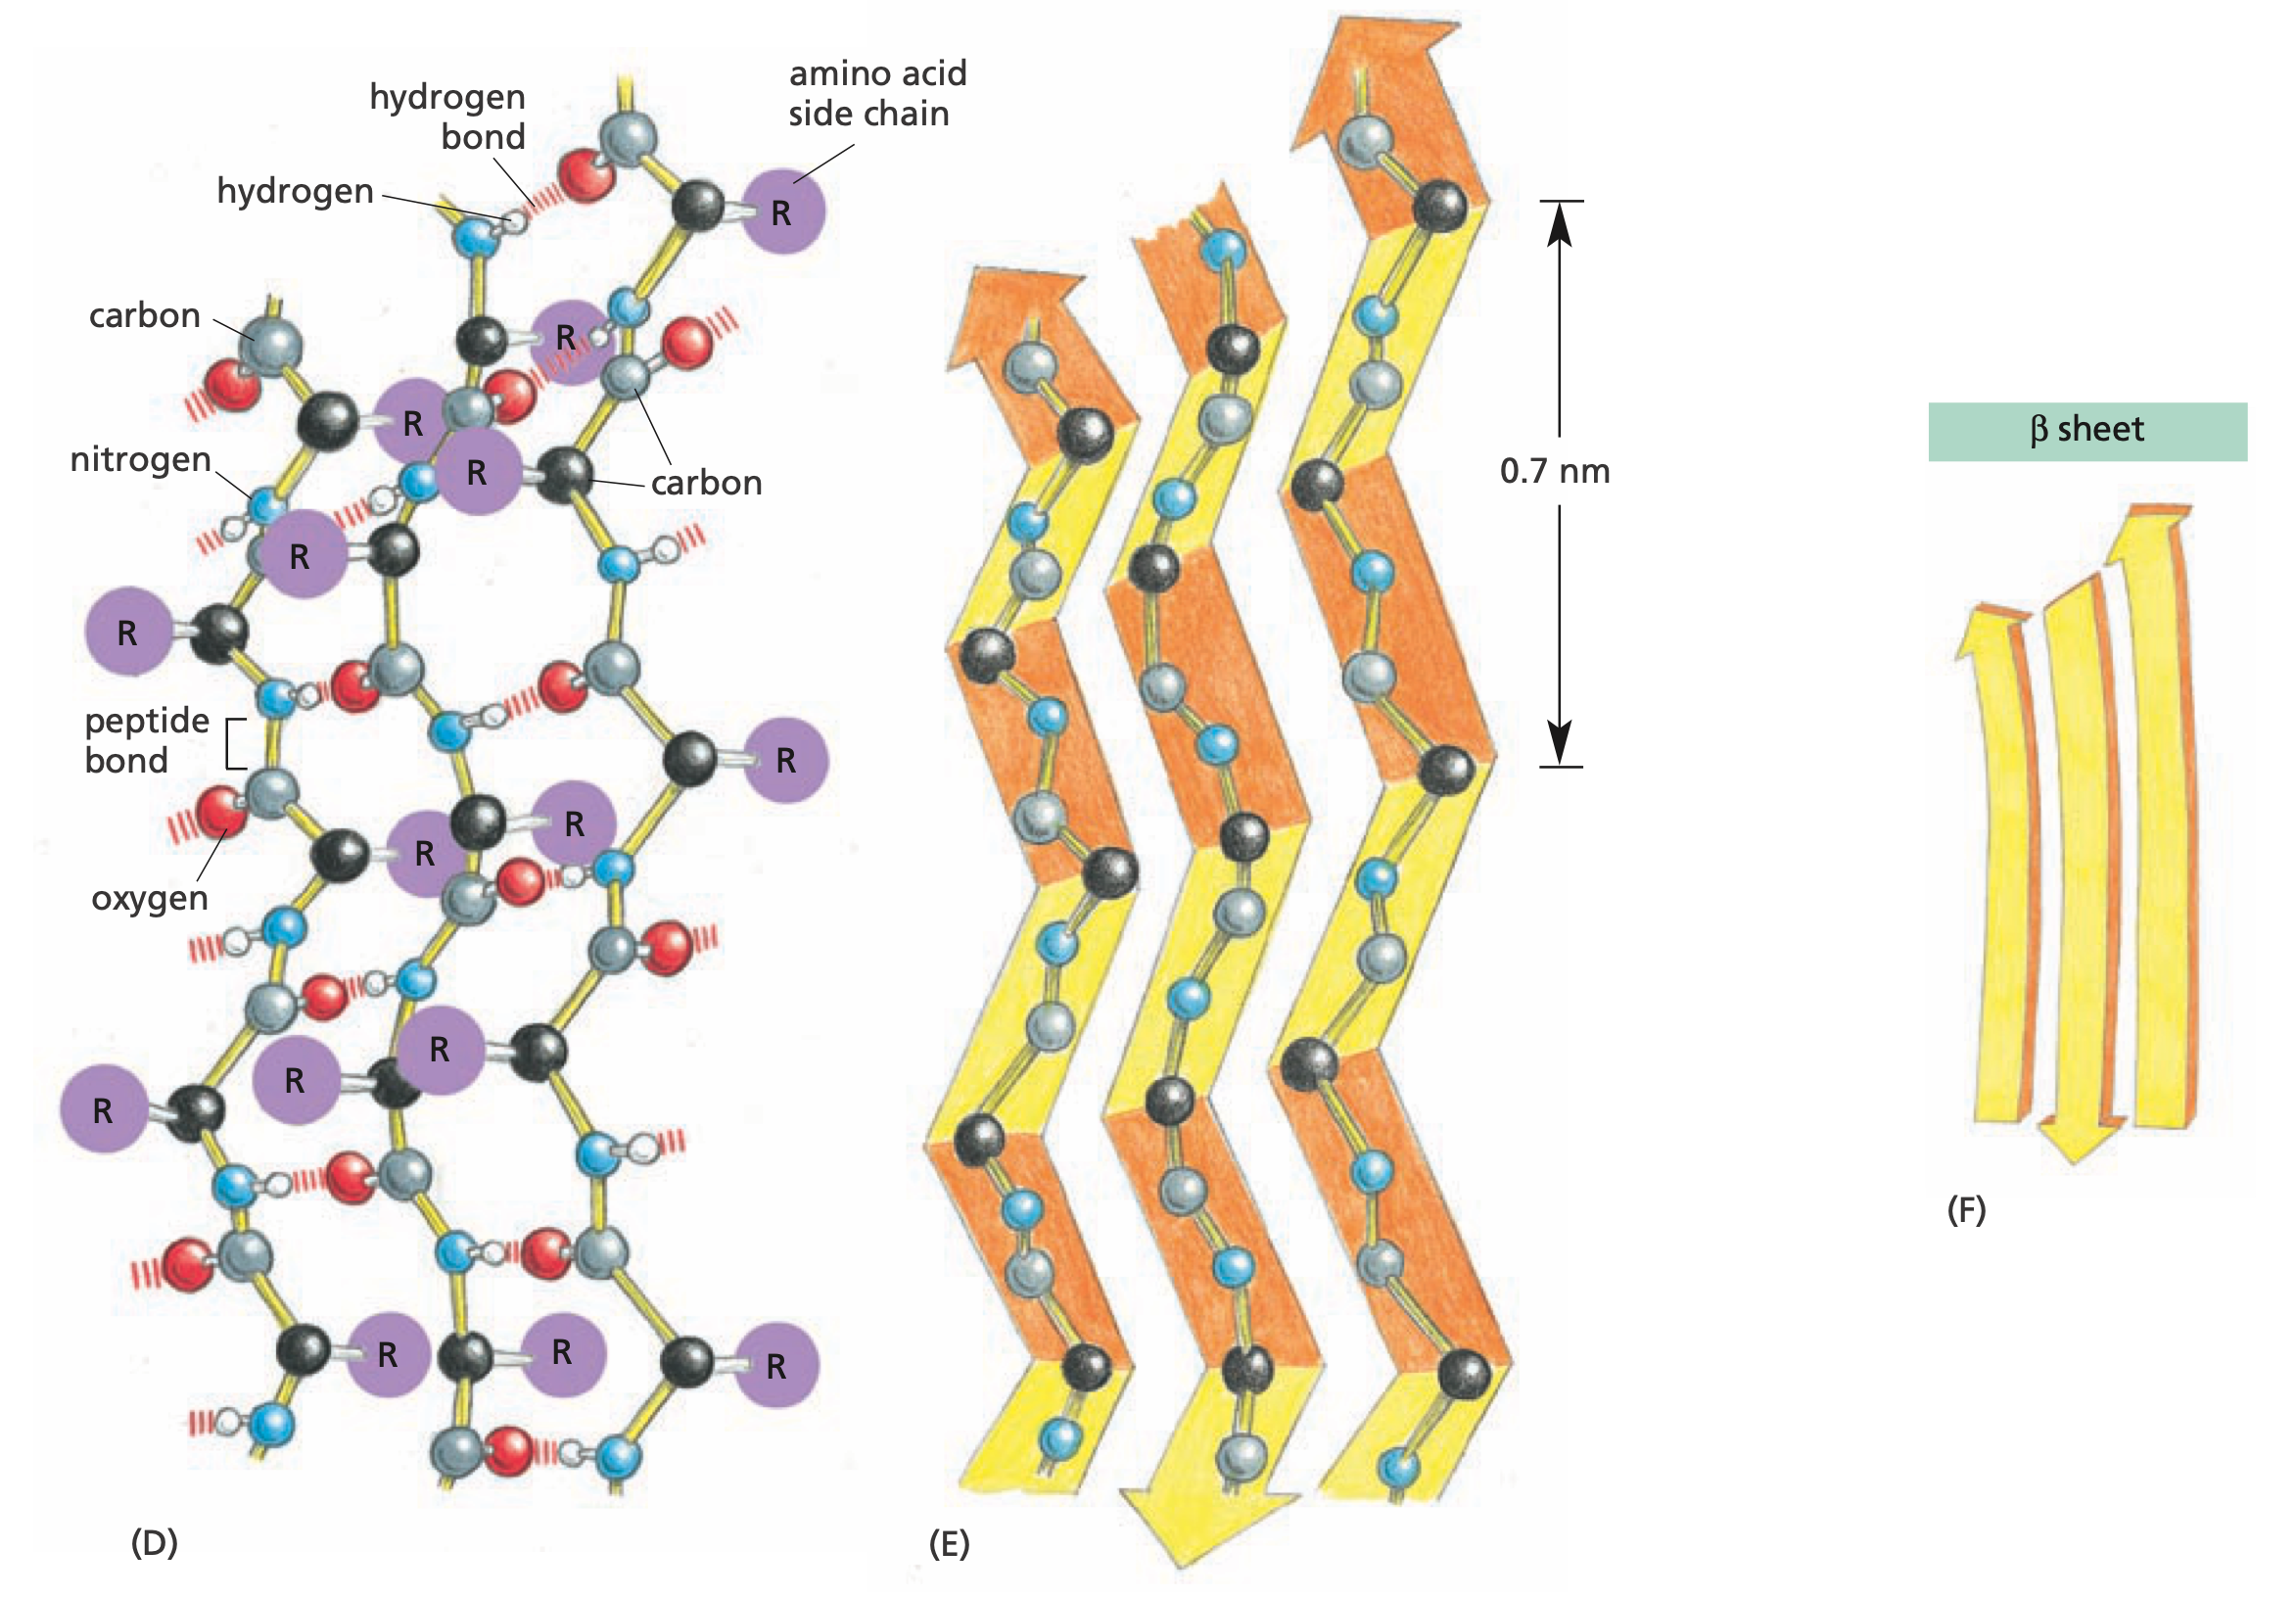 amino acid
side chain
hydrogen
bond
hydrogen
R
carbon
R
R
nitrogen
R
carbon
R
R
peptide
bond
R
R
R
oxygen
R
R
R
R
R
R
(D)
0.7 nm
(E)
β sheet
(F)